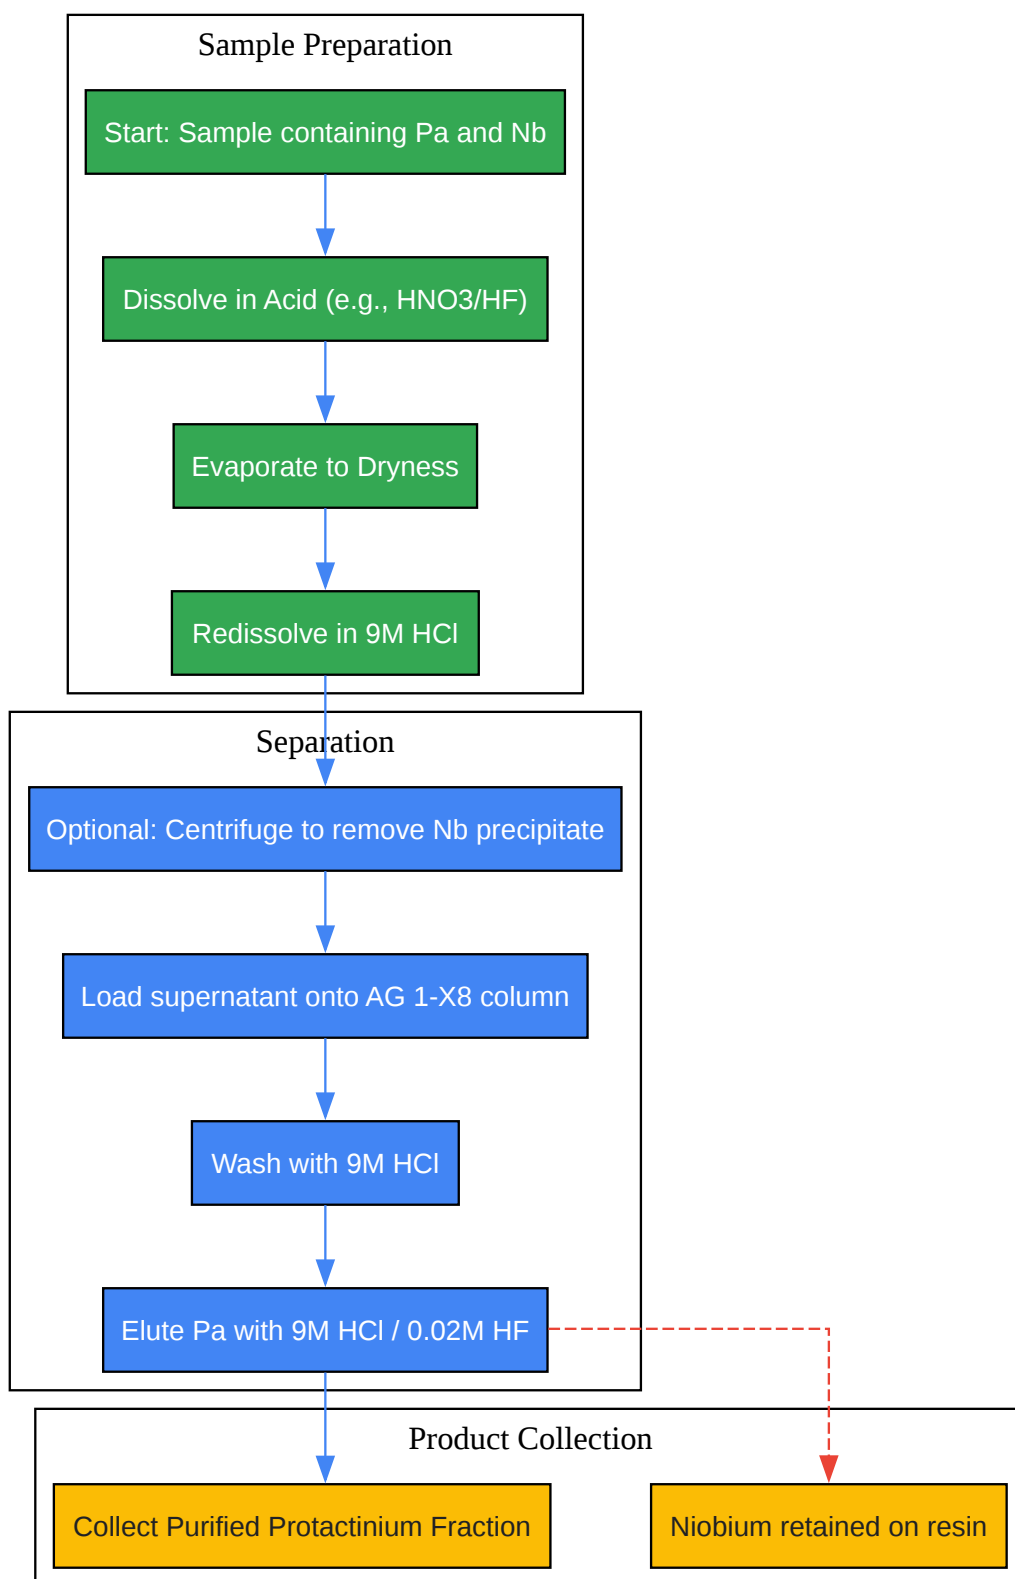 Sample Preparation
Start: Sample containing Pa and Nb
Dissolve in Acid (e.g., HNO3/HF)
Evaporate to Dryness
Redissolve in 9M HCl
Separation
Optional: Centrifuge to remove Nb precipitate
Load supernatant onto AG 1-X8 column
Wash with 9M HCl
Elute Pa with 9M HCl / 0.02M HF
Product Collection
Collect Purified Protactinium Fraction
Niobium retained on resin